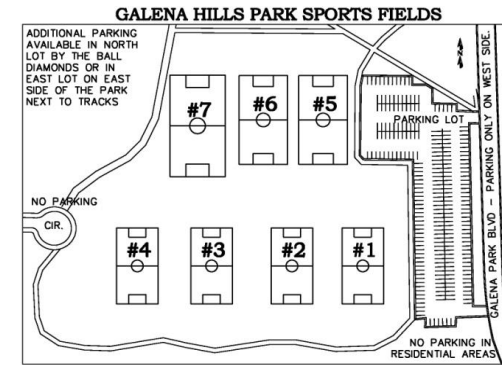 GALENA HILLS PARK SPORTS FIELDS
ADDITIONAL PARKING
AVAILABLE IN NORTH
LOT BY THE BALL
DIAMONDS OR IN
EAST LOT ON EAST
SIDE OF THE PARK
NEXT TO TRACKS
#7
#6
#5
PARKING LOT
GALENA PARK BLVD - PARKING ONLY ON WEST SIDE.
NO PARKING
CIR.
#4
#3
#2
#1
NO PARKING IN
RESIDENTIAL AREAS